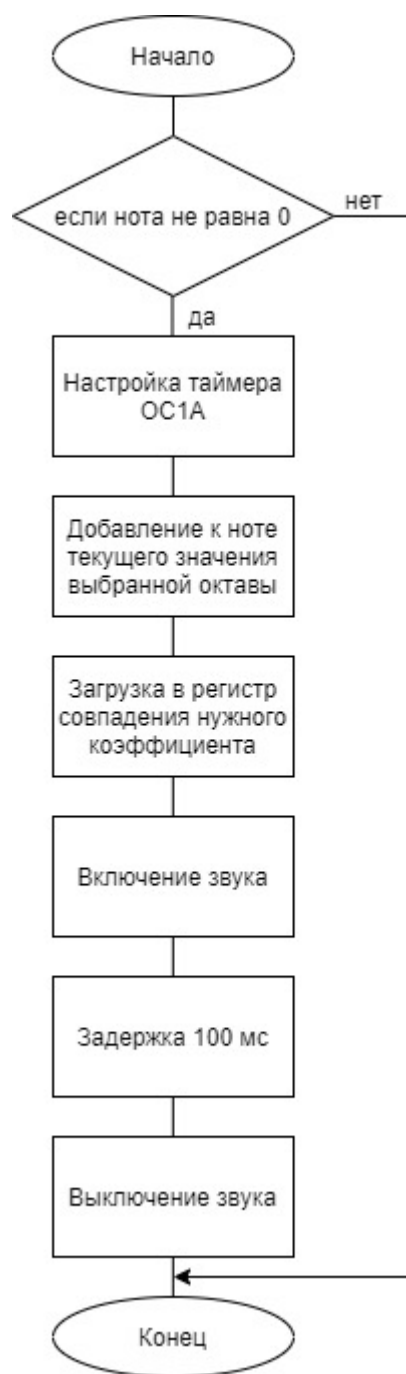 Начало
если нота не равна 0
нет
да
Настройка таймера
OC1A
Добавление к ноте
текущего значения
выбранной октавы
Загрузка в регистр
совпадения нужного
коэффициента
Включение звука
Задержка 100 мс
Выключение звука
Конец